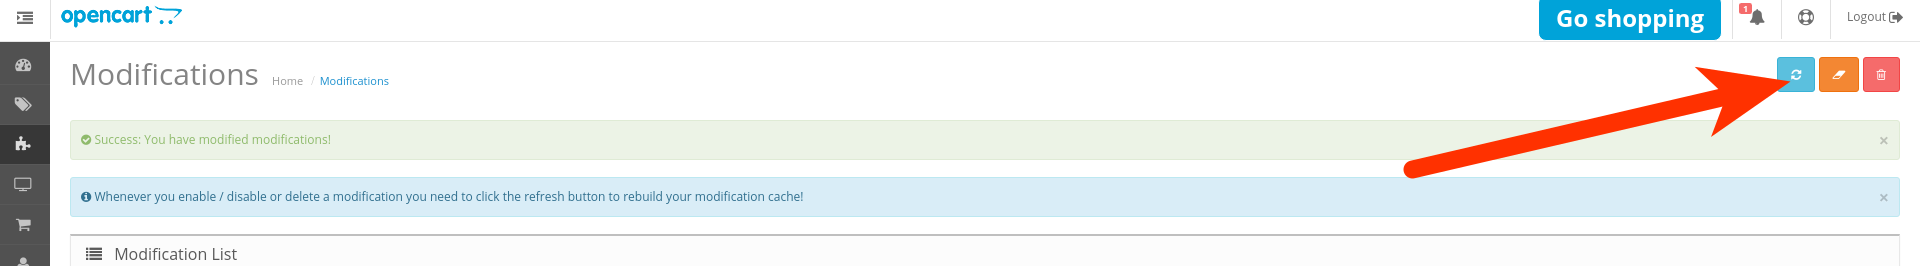 opencart
Go shopping
1
Logout
Modifications
Home / Modifications
Success: You have modified modifications!
×
Whenever you enable / disable or delete a modification you need to click the refresh button to rebuild your modification cache!
×
Modification List